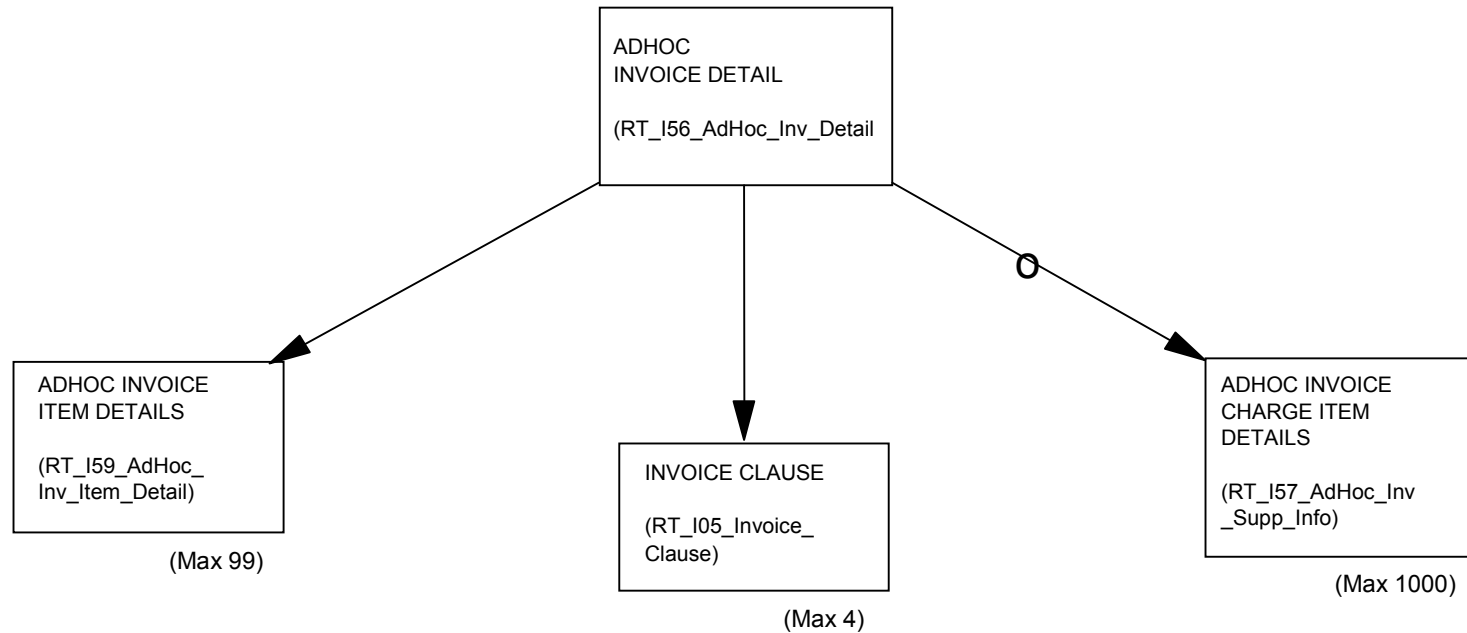 ADHOC
INVOICE DETAIL
(RT_I56_AdHoc_Inv_Detail
O
ADHOC INVOICE
ITEM DETAILS
(RT_I59_AdHoc_
Inv_Item_Detail)
(Max 99)
INVOICE CLAUSE
(RT_I05_Invoice_
Clause)
(Max 4)
ADHOC INVOICE
CHARGE ITEM
DETAILS
(RT_I57_AdHoc_Inv
_Supp_Info)
(Max 1000)